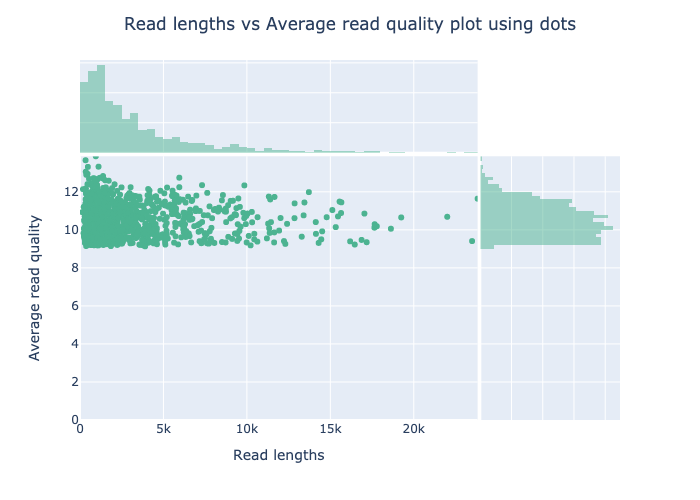 Read lengths vs Average read quality plot using dots
12
10
8
6
4
2
0
0 5k 10k 15k 20k
Average read quality
Read lengths